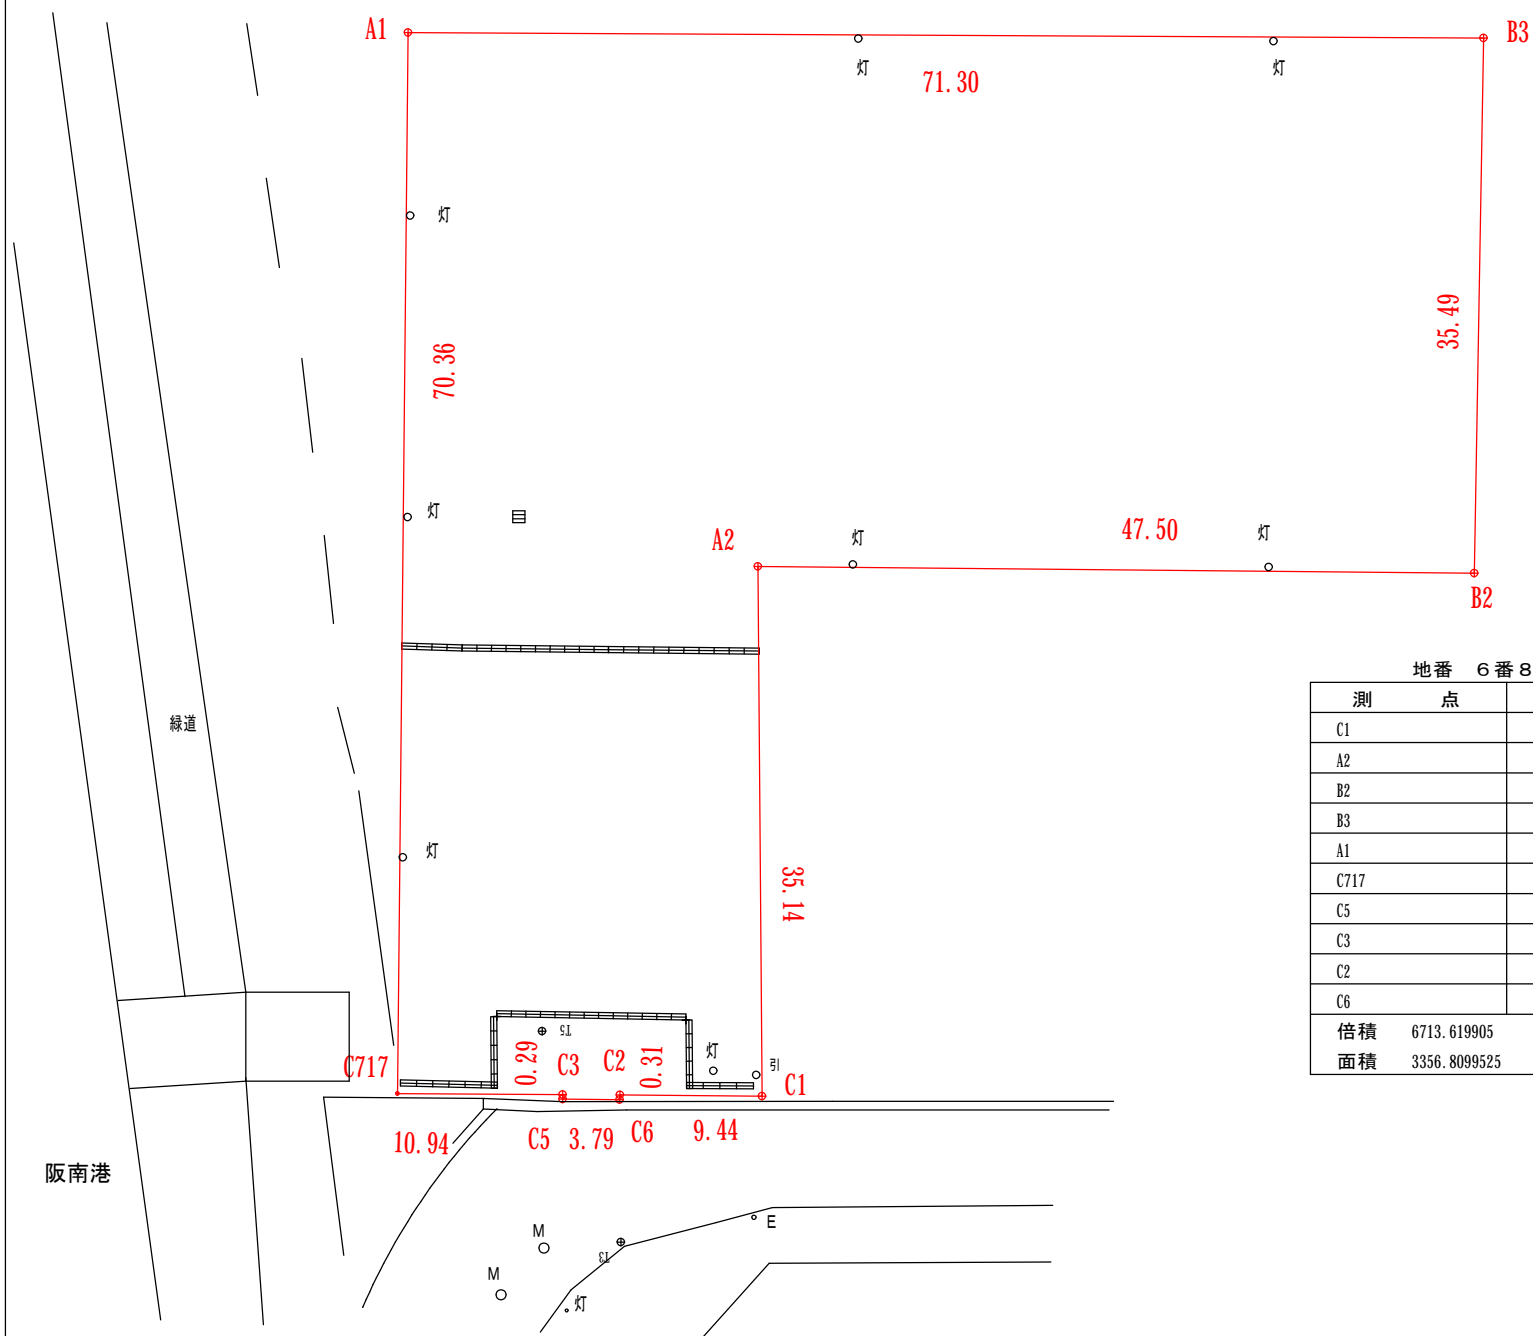 A1
B3
灯
灯
71.30
灯
35.49
70.36
灯
A2
灯
47.50
灯
B2
地番 6番8
測 点
C1
A2
B2
B3
A1
C717
C5
C3
C2
C6
倍積 6713.619905
面積 3356.8099525
緑道
灯
35.14
T5
C717
0.29
C3
C2
0.31
灯
引
C1
10.94
C5
3.79
C6
9.44
阪南港
M
E
T3
M
灯